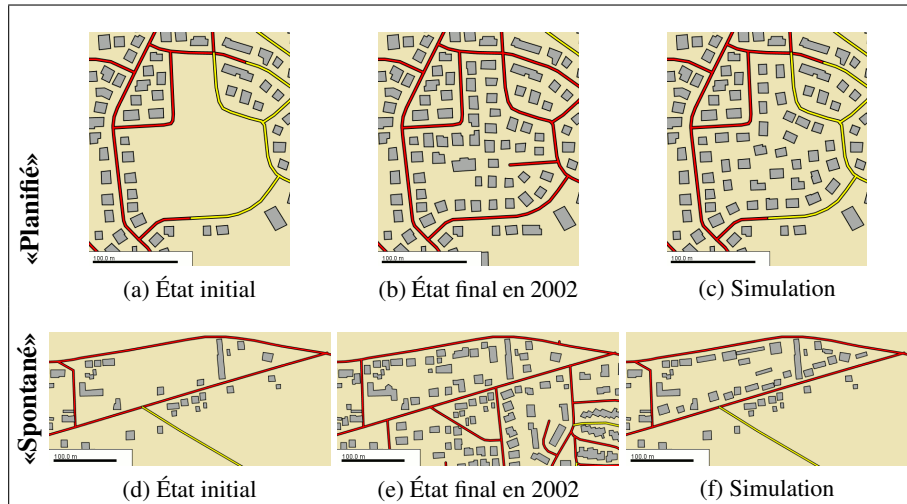 «Planifié»
100.0 m
100.0 m
100.0 m
(a) État initial
(b) État final en 2002
(c) Simulation
«Spontané»
100.0 m
100.0 m
100.0 m
(d) État initial
(e) État final en 2002
(f) Simulation